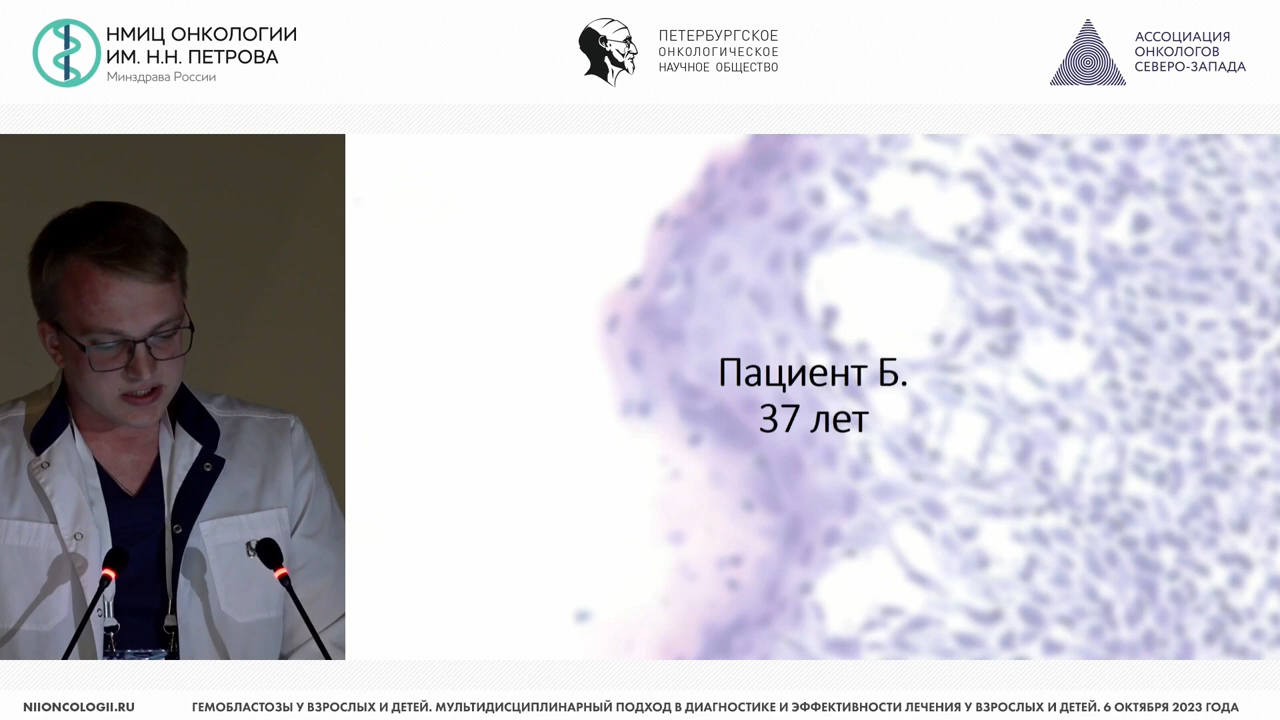 НМИЦ ОНКОЛОГИИ
ИМ. Н.Н. ПЕТРОВА
Минздрава России
ПЕТЕРБУРГСКОЕ
ОНКОЛОГИЧЕСКОЕ
НАУЧНОЕ ОБЩЕСТВО
АССОЦИАЦИЯ
ОНКОЛОГОВ
СЕВЕРО-ЗАПАДА
Пациент Б.
37 лет
NIIONCOLOGII.RU
ГЕМОБЛАСТОЗЫ У ВЗРОСЛЫХ И ДЕТЕЙ. МУЛЬТИДИСЦИПЛИНАРНЫЙ ПОДХОД В ДИАГНОСТИКЕ И ЭФФЕКТИВНОСТИ ЛЕЧЕНИЯ У ВЗРОСЛЫХ И ДЕТЕЙ. 6 ОКТЯБРЯ 2023 ГОДА